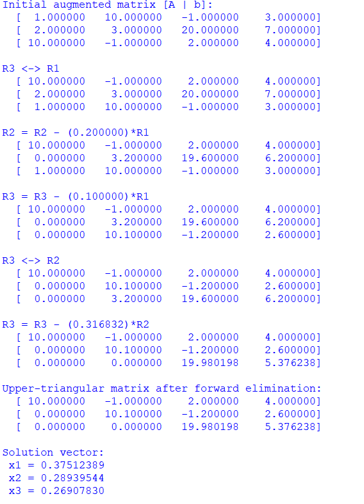 Initial augmented matrix [A | b]:
[  1.000000   10.000000   -1.000000    3.000000]
[  2.000000    3.000000   20.000000    7.000000]
[ 10.000000   -1.000000    2.000000    4.000000]
R3 <-> R1
[ 10.000000   -1.000000    2.000000    4.000000]
[  2.000000    3.000000   20.000000    7.000000]
[  1.000000   10.000000   -1.000000    3.000000]
R2 = R2 - (0.200000)*R1
[ 10.000000   -1.000000    2.000000    4.000000]
[  0.000000    3.200000   19.600000    6.200000]
[  1.000000   10.000000   -1.000000    3.000000]
R3 = R3 - (0.100000)*R1
[ 10.000000   -1.000000    2.000000    4.000000]
[  0.000000    3.200000   19.600000    6.200000]
[  0.000000   10.100000   -1.200000    2.600000]
R3 <-> R2
[ 10.000000   -1.000000    2.000000    4.000000]
[  0.000000   10.100000   -1.200000    2.600000]
[  0.000000    3.200000   19.600000    6.200000]
R3 = R3 - (0.316832)*R2
[ 10.000000   -1.000000    2.000000    4.000000]
[  0.000000   10.100000   -1.200000    2.600000]
[  0.000000    0.000000   19.980198    5.376238]
Upper-triangular matrix after forward elimination:
[ 10.000000   -1.000000    2.000000    4.000000]
[  0.000000   10.100000   -1.200000    2.600000]
[  0.000000    0.000000   19.980198    5.376238]
Solution vector:
x1 = 0.37512389
x2 = 0.28939544
x3 = 0.26907830